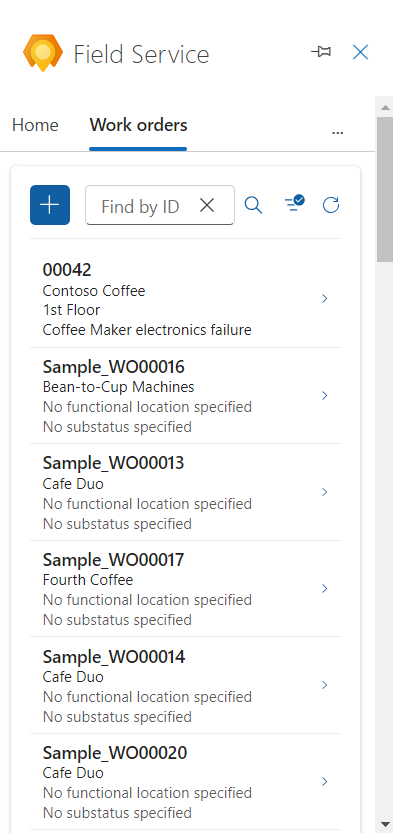 Field Service
Home Work orders ...
Find by ID
00042
Contoso Coffee
1st Floor
Coffee Maker electronics failure
Sample_WO00016
Bean-to-Cup Machines
No functional location specified
No substatus specified
Sample_WO00013
Cafe Duo
No functional location specified
No substatus specified
Sample_WO00017
Fourth Coffee
No functional location specified
No substatus specified
Sample_WO00014
Cafe Duo
No functional location specified
No substatus specified
Sample_WO00020
Cafe Duo
No functional location specified
No substatus specified